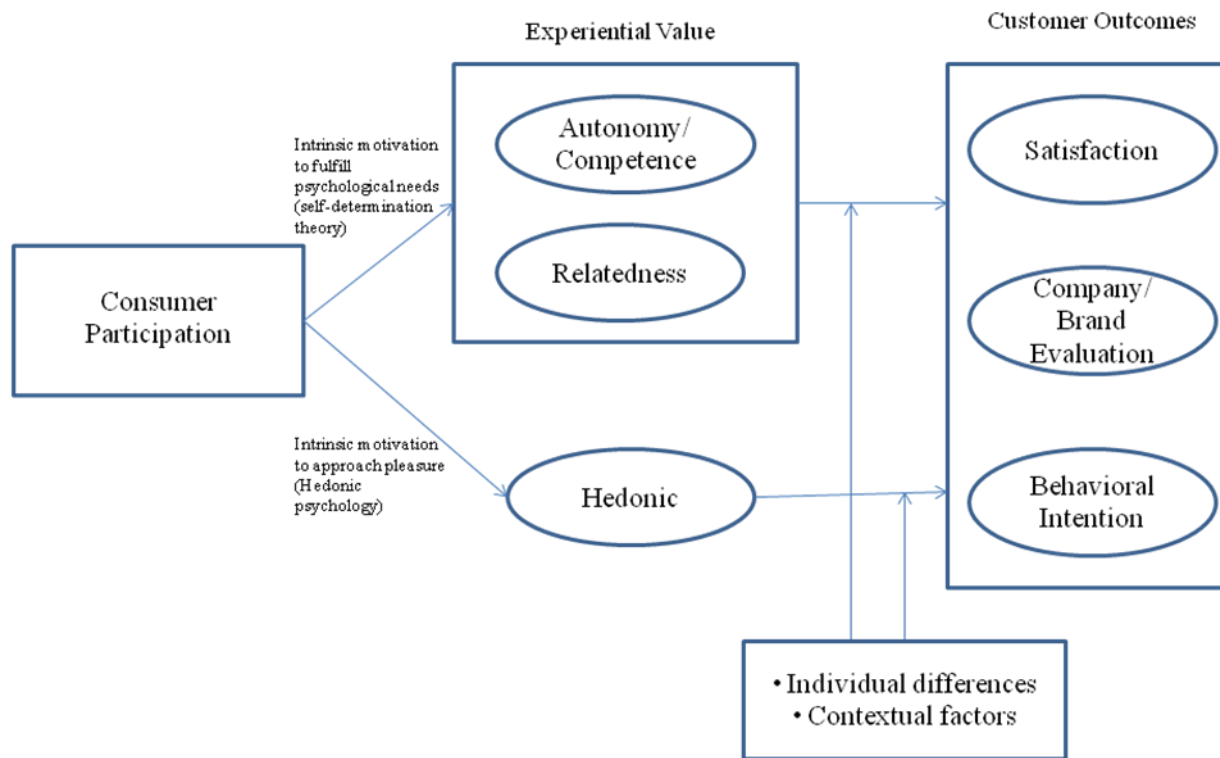 Experiential Value
Customer Outcomes
Autonomy/
Competence
Relatedness
Satisfaction
Company/
Brand
Evaluation
Behavioral
Intention
Intrinsic motivation
to fulfill
psychological needs
(self-determination
theory)
Consumer
Participation
Intrinsic motivation
to approach pleasure
(Hedonic
psychology)
Hedonic
• Individual differences
• Contextual factors